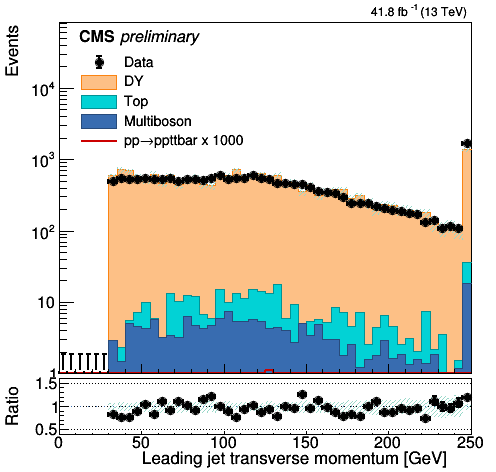 41.8 fb⁻¹ (13 TeV)
Events
CMS preliminary
Data
DY
Top
Multiboson
pp→ppttbar x 1000
10⁴
10³
10²
10
1
Ratio
1.5
1
0.5
0 50 100 150 200 250
Leading jet transverse momentum [GeV]